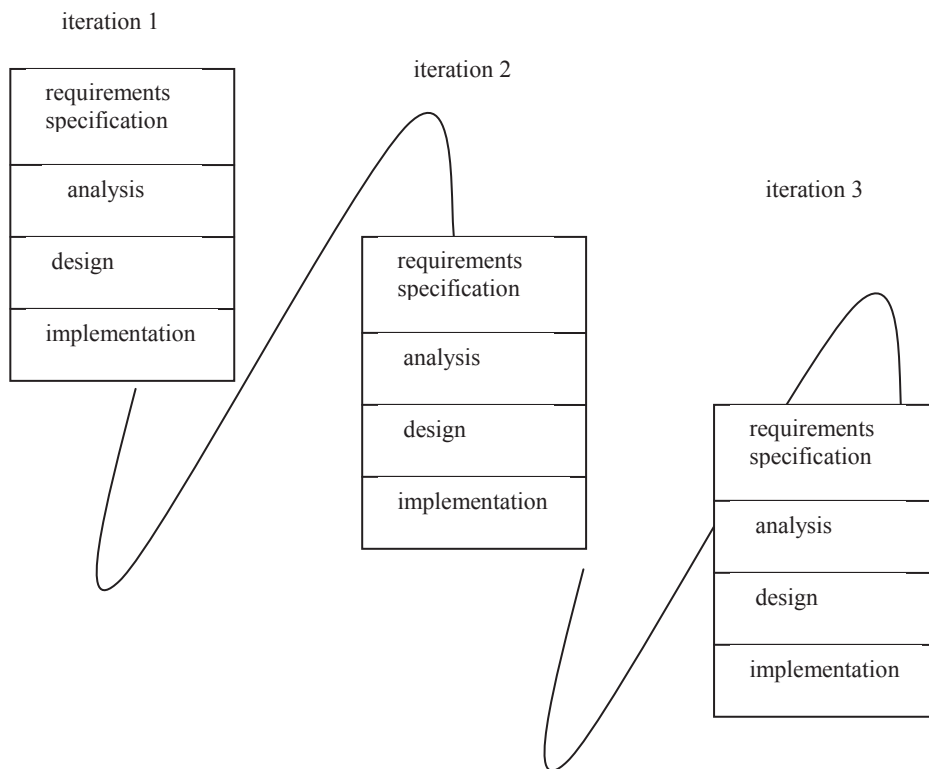 iteration 1
requirements
specification
analysis
design
implementation
iteration 2
requirements
specification
analysis
design
implementation
iteration 3
requirements
specification
analysis
design
implementation